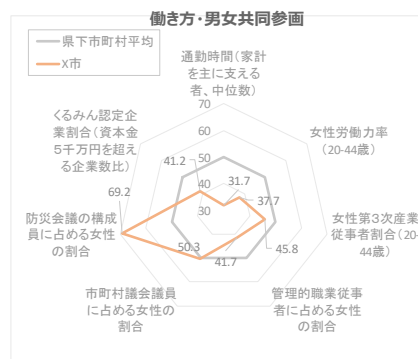 働き方・男女共同参画
県下市町村平均
X市
通勤時間（家計
を主に支える
者、中位数）
70
60
50
40
30
くるみん認定企
業割合（資本金
５千万円を超
える企業数比）
女性労働力率
(20-44歳）
41.2
31.7
37.7
69.2
防災会議の構成
員に占める女性
の割合
女性第３次産業
従事者割合（20-
44歳）
45.8
50.3
41.7
市町村議会議員
に占める女性の
割合
管理的職業従事
者に占める女性
の割合